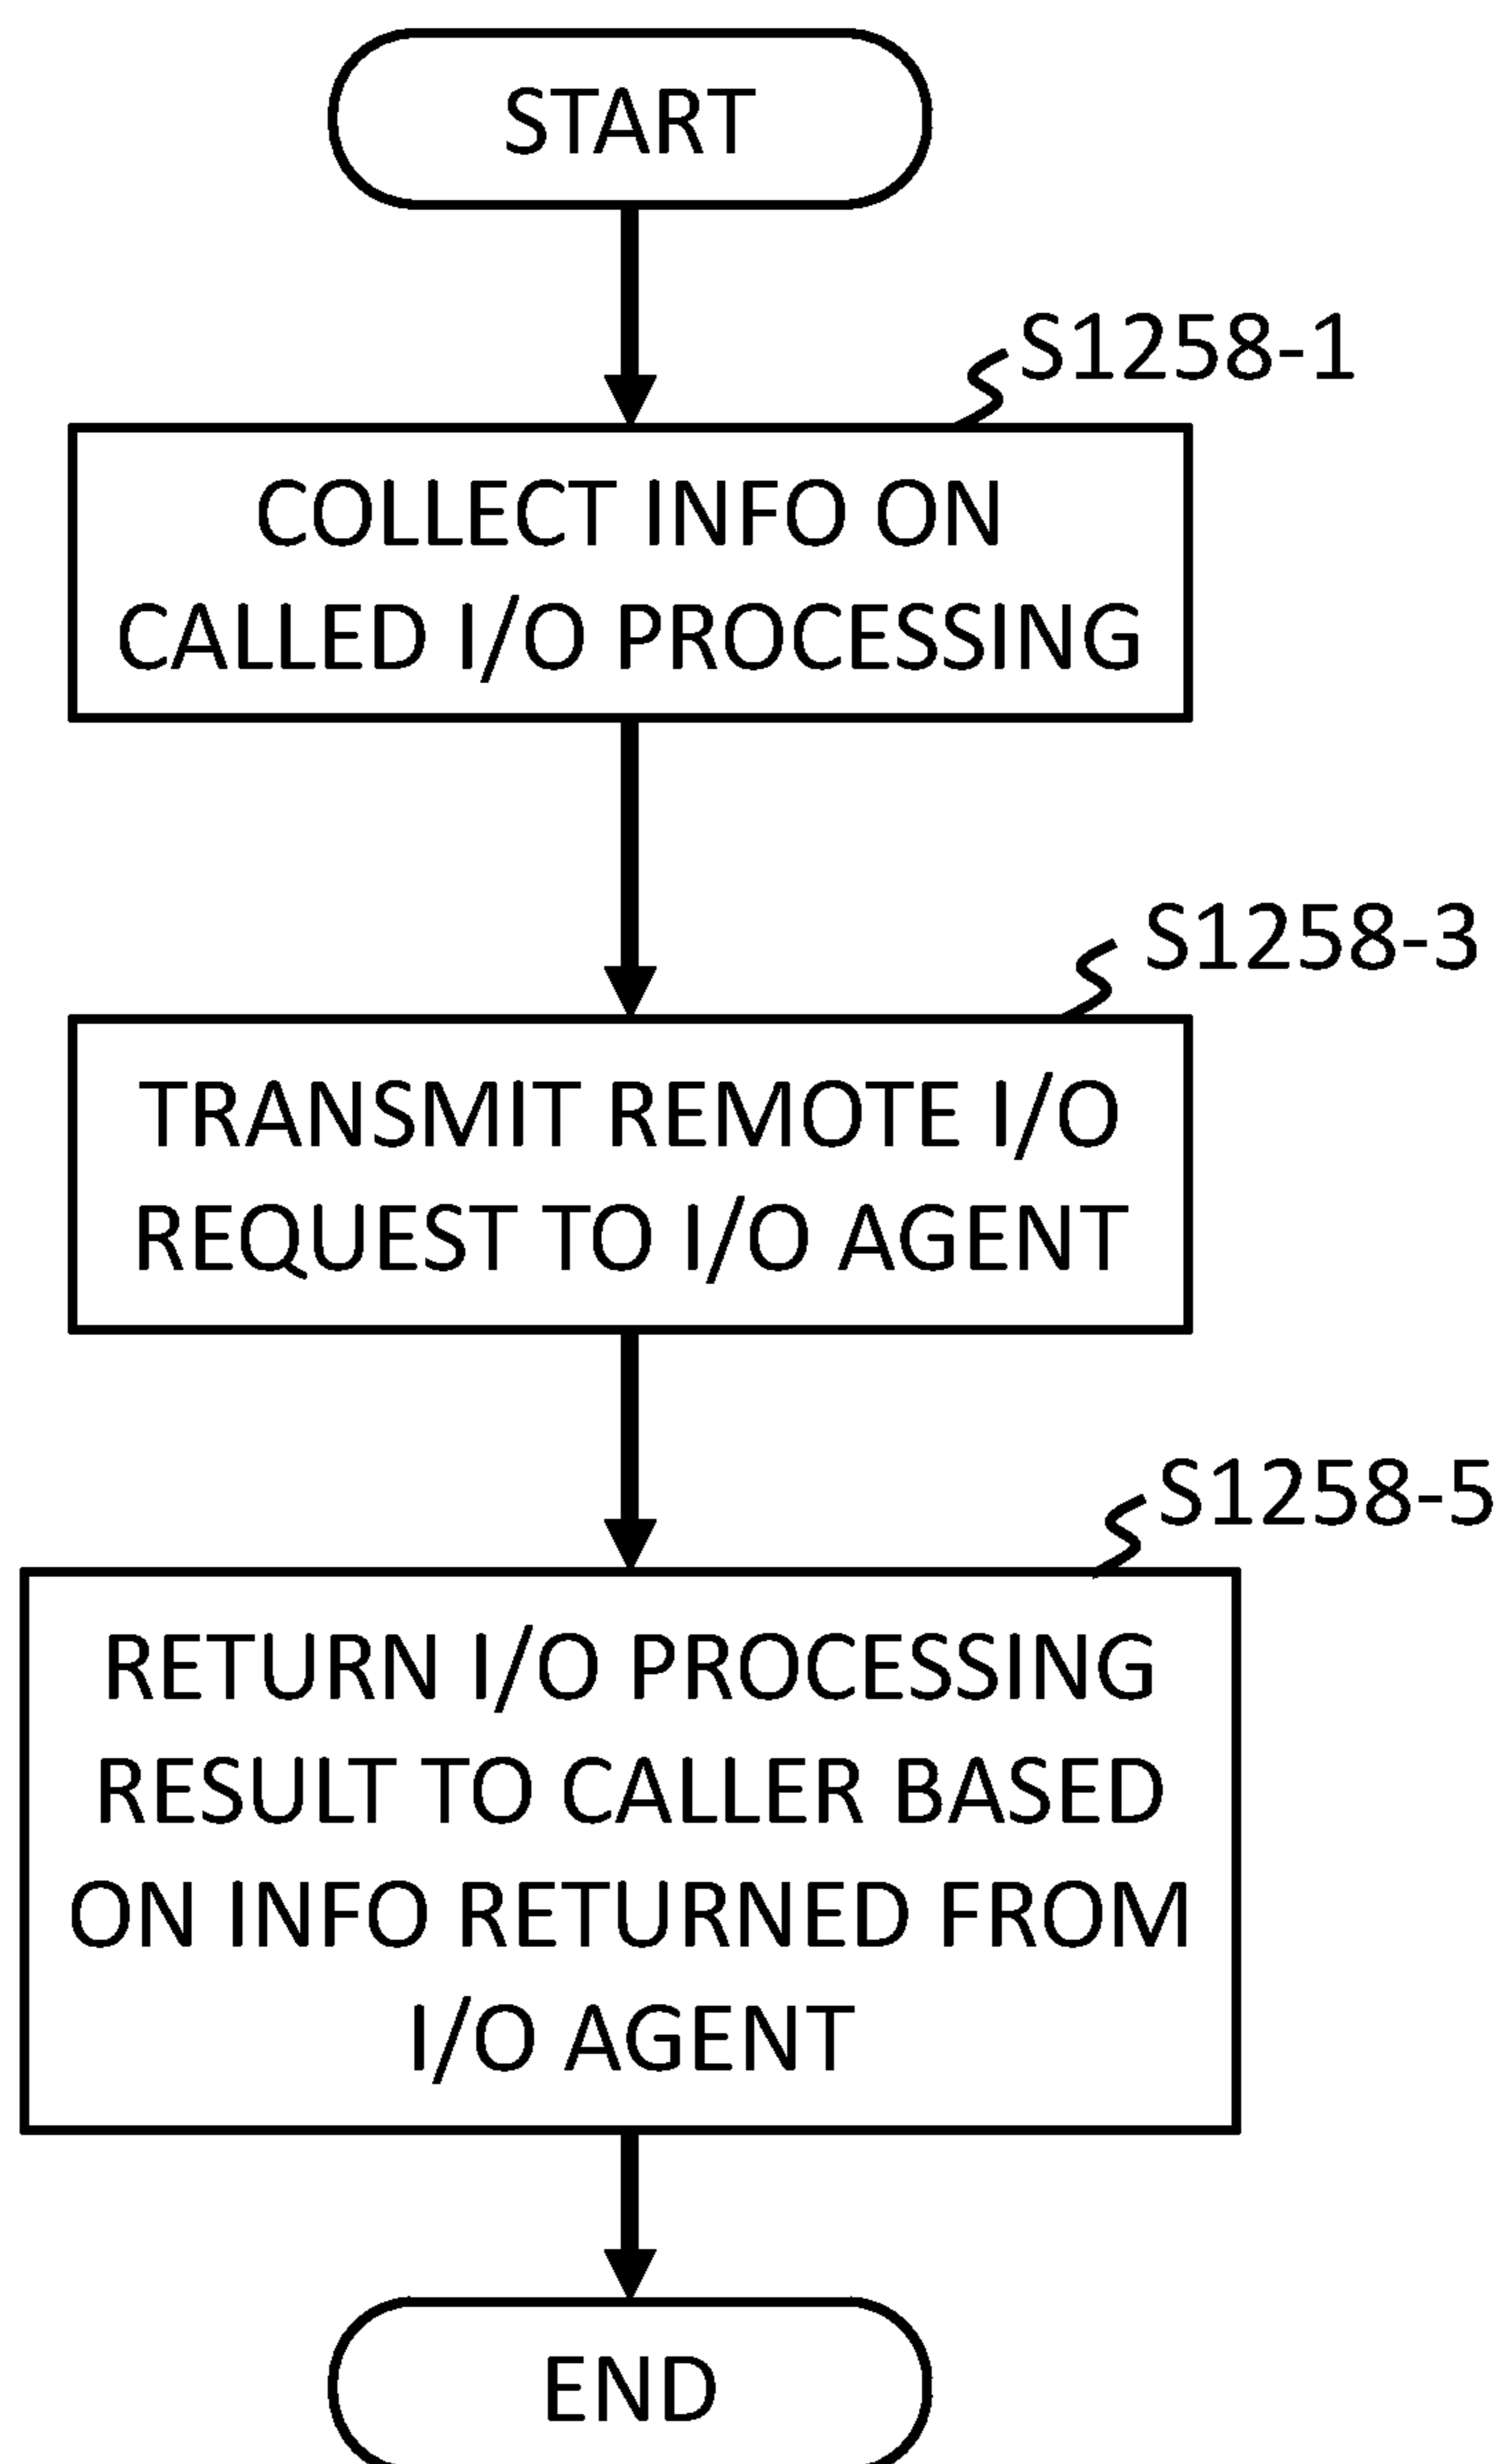 START
S1258-1
COLLECT INFO ON
CALLED I/O PROCESSING
S1258-3
TRANSMIT REMOTE I/O
REQUEST TO I/O AGENT
S1258-5
RETURN I/O PROCESSING
RESULT TO CALLER BASED
ON INFO RETURNED FROM
I/O AGENT
END